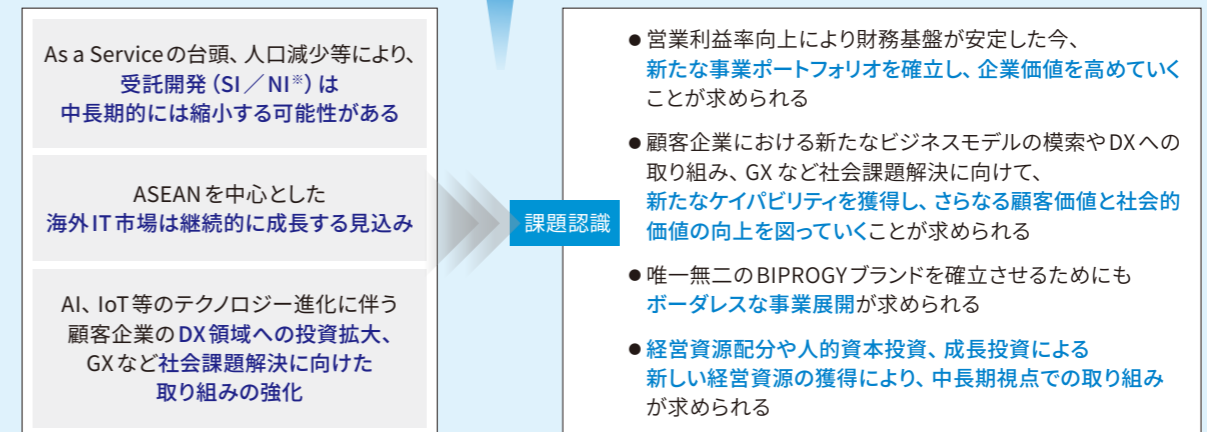 As a Serviceの台頭、人口減少等により、
受託開発（SI／NI※）は
中長期的には縮小する可能性がある
ASEANを中心とした
海外IT市場は継続的に成長する見込み
AI、IoT等のテクノロジー進化に伴う
顧客企業のDX領域への投資拡大、
GXなど社会課題解決に向けた
取り組みの強化
課題認識
●営業利益率向上により財務基盤が安定した今、
新たな事業ポートフォリオを確立し、企業価値を高めていく
ことが求められる
●顧客企業における新たなビジネスモデルの模索やDXへの
取り組み、GXなど社会課題解決に向けて、
新たなケイパビリティを獲得し、さらなる顧客価値と社会的
価値の向上を図っていくことが求められる
●唯一無二のBIPROGYブランドを確立させるためにも
ボーダレスな事業展開が求められる
●経営資源配分や人的資本投資、成長投資による
新しい経営資源の獲得により、中長期視点での取り組み
が求められる